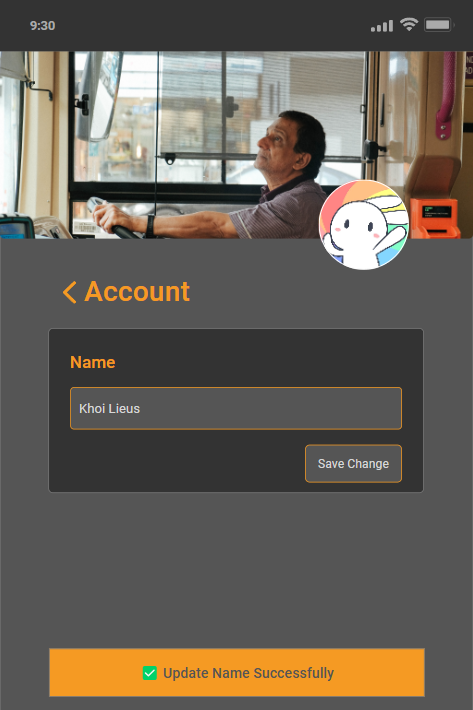 9:30
Account
Name
Khoi Lieus
Save Change
Update Name Successfully